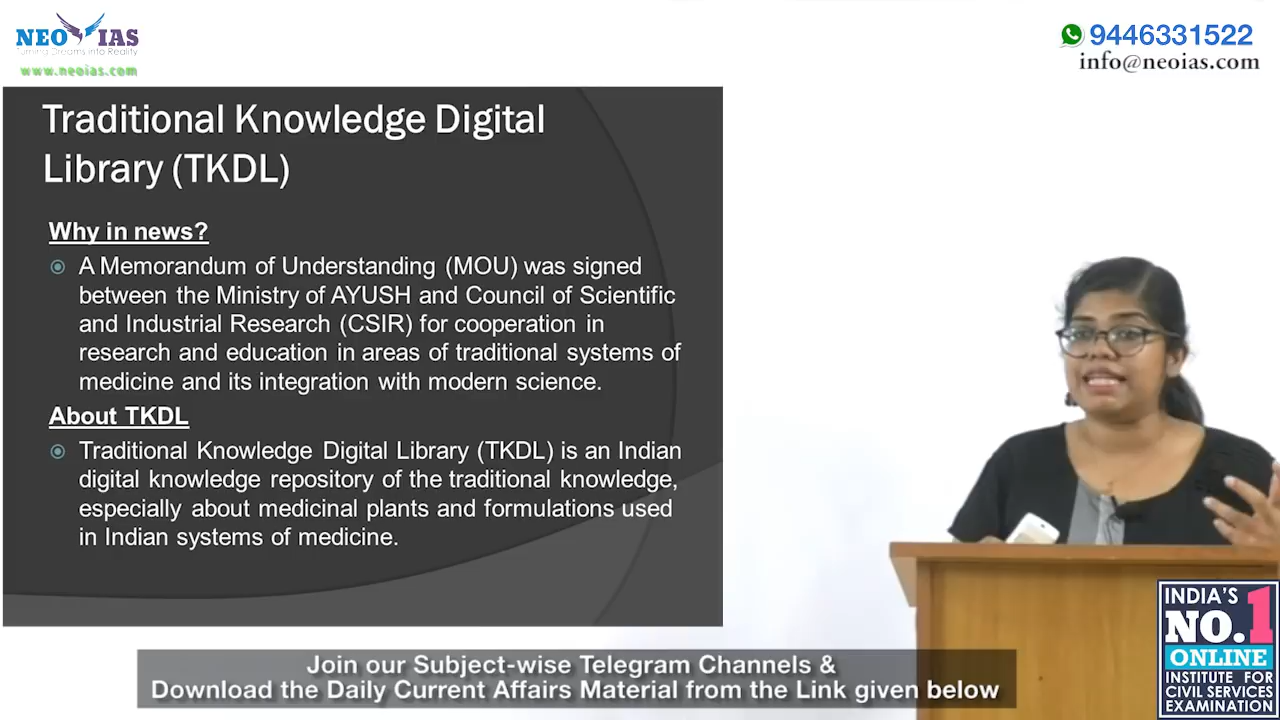 NEO IAS
Turning Dreams into Reality
www.neoias.com
9446331522
info@neoias.com
Traditional Knowledge Digital
Library (TKDL)
Why in news?
A Memorandum of Understanding (MOU) was signed
between the Ministry of AYUSH and Council of Scientific
and Industrial Research (CSIR) for cooperation in
research and education in areas of traditional systems of
medicine and its integration with modern science.
About TKDL
Traditional Knowledge Digital Library (TKDL) is an Indian
digital knowledge repository of the traditional knowledge,
especially about medicinal plants and formulations used
in Indian systems of medicine.
INDIA'S
NO.1
ONLINE
INSTITUTE FOR
CIVIL SERVICES
EXAMINATION
Join our Subject-wise Telegram Channels &
Download the Daily Current Affairs Material from the Link given below